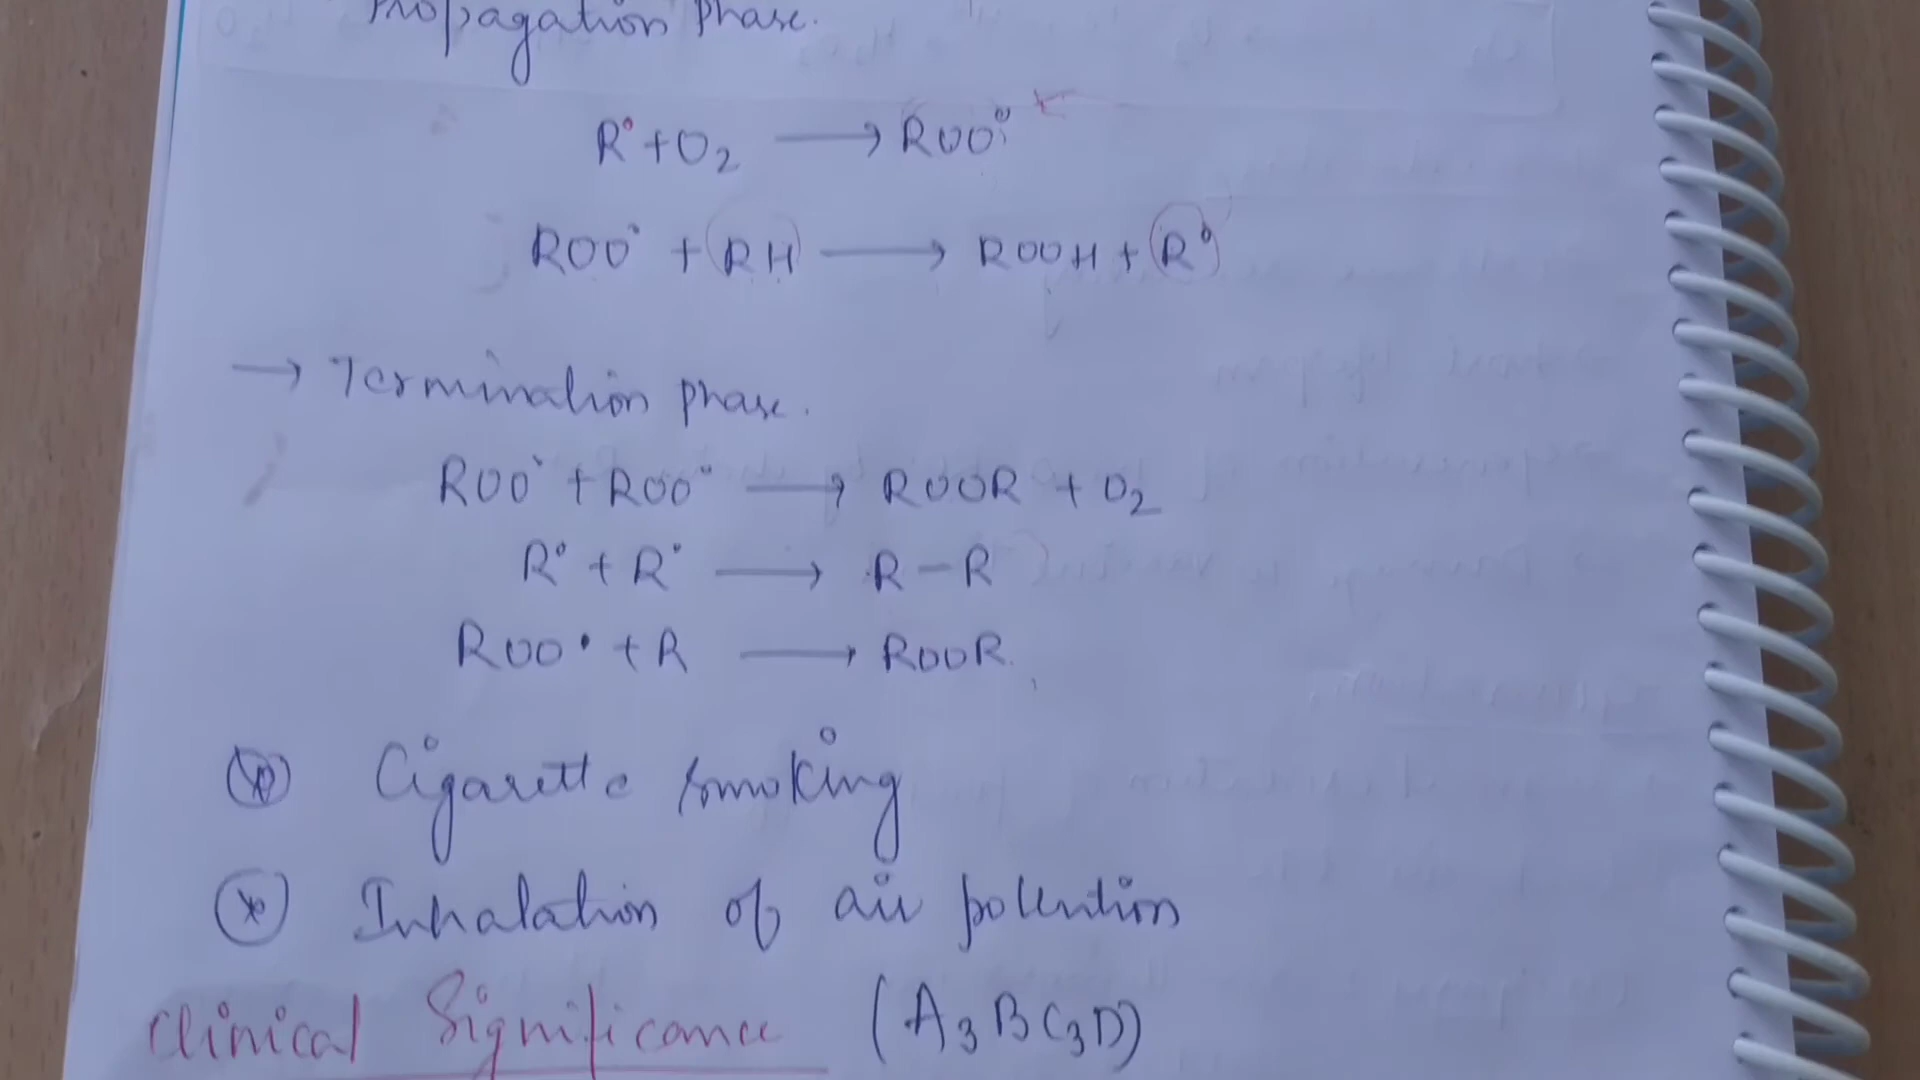 Propagation Phase.
R° + O₂ ⟶ ROO°
ROO° + RH ⟶ ROOH + R°
→ Termination phase.
ROO° + ROO° ⟶ ROOR + O₂
R° + R° ⟶ R–R
ROO• + R ⟶ ROOR.
Cigarette smoking
Inhalation of air polention
Clinical Significance (A₃BC₃D)